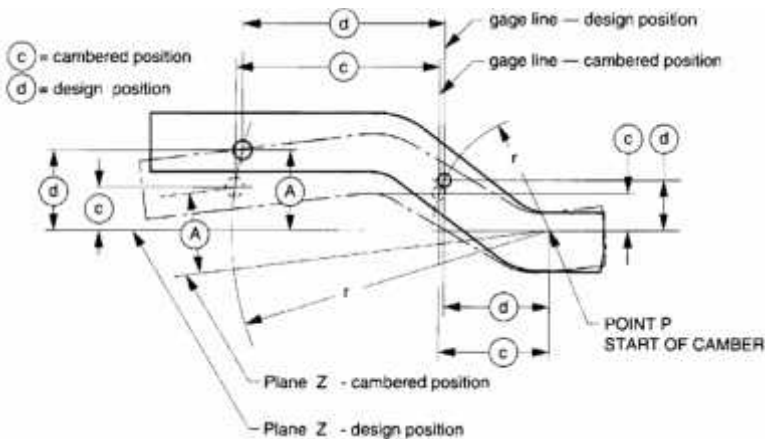 d
gage line — design position
c = cambered position
c
gage line — cambered position
d = design position
r
c d
d
c
A
A
r
d
c
POINT P
START OF CAMBER
Plane Z - cambered position
Plane Z - design position